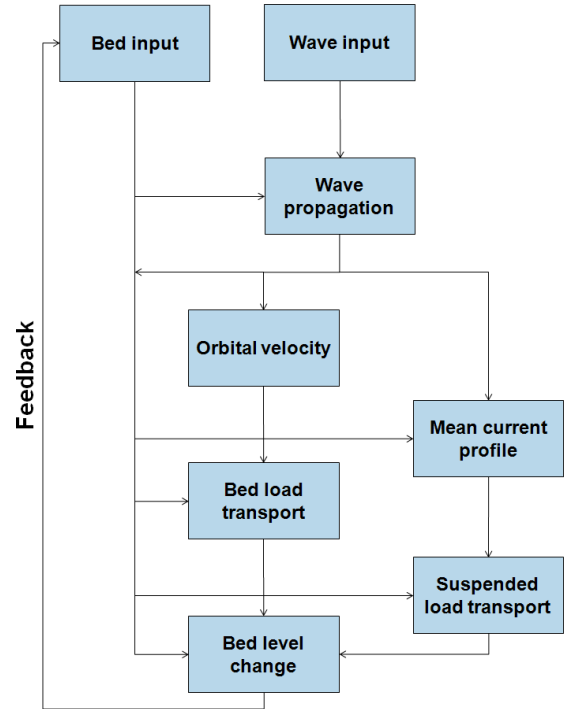 Bed input
Wave input
Wave
propagation
Feedback
Orbital velocity
Mean current
profile
Bed load
transport
Suspended
load transport
Bed level
change